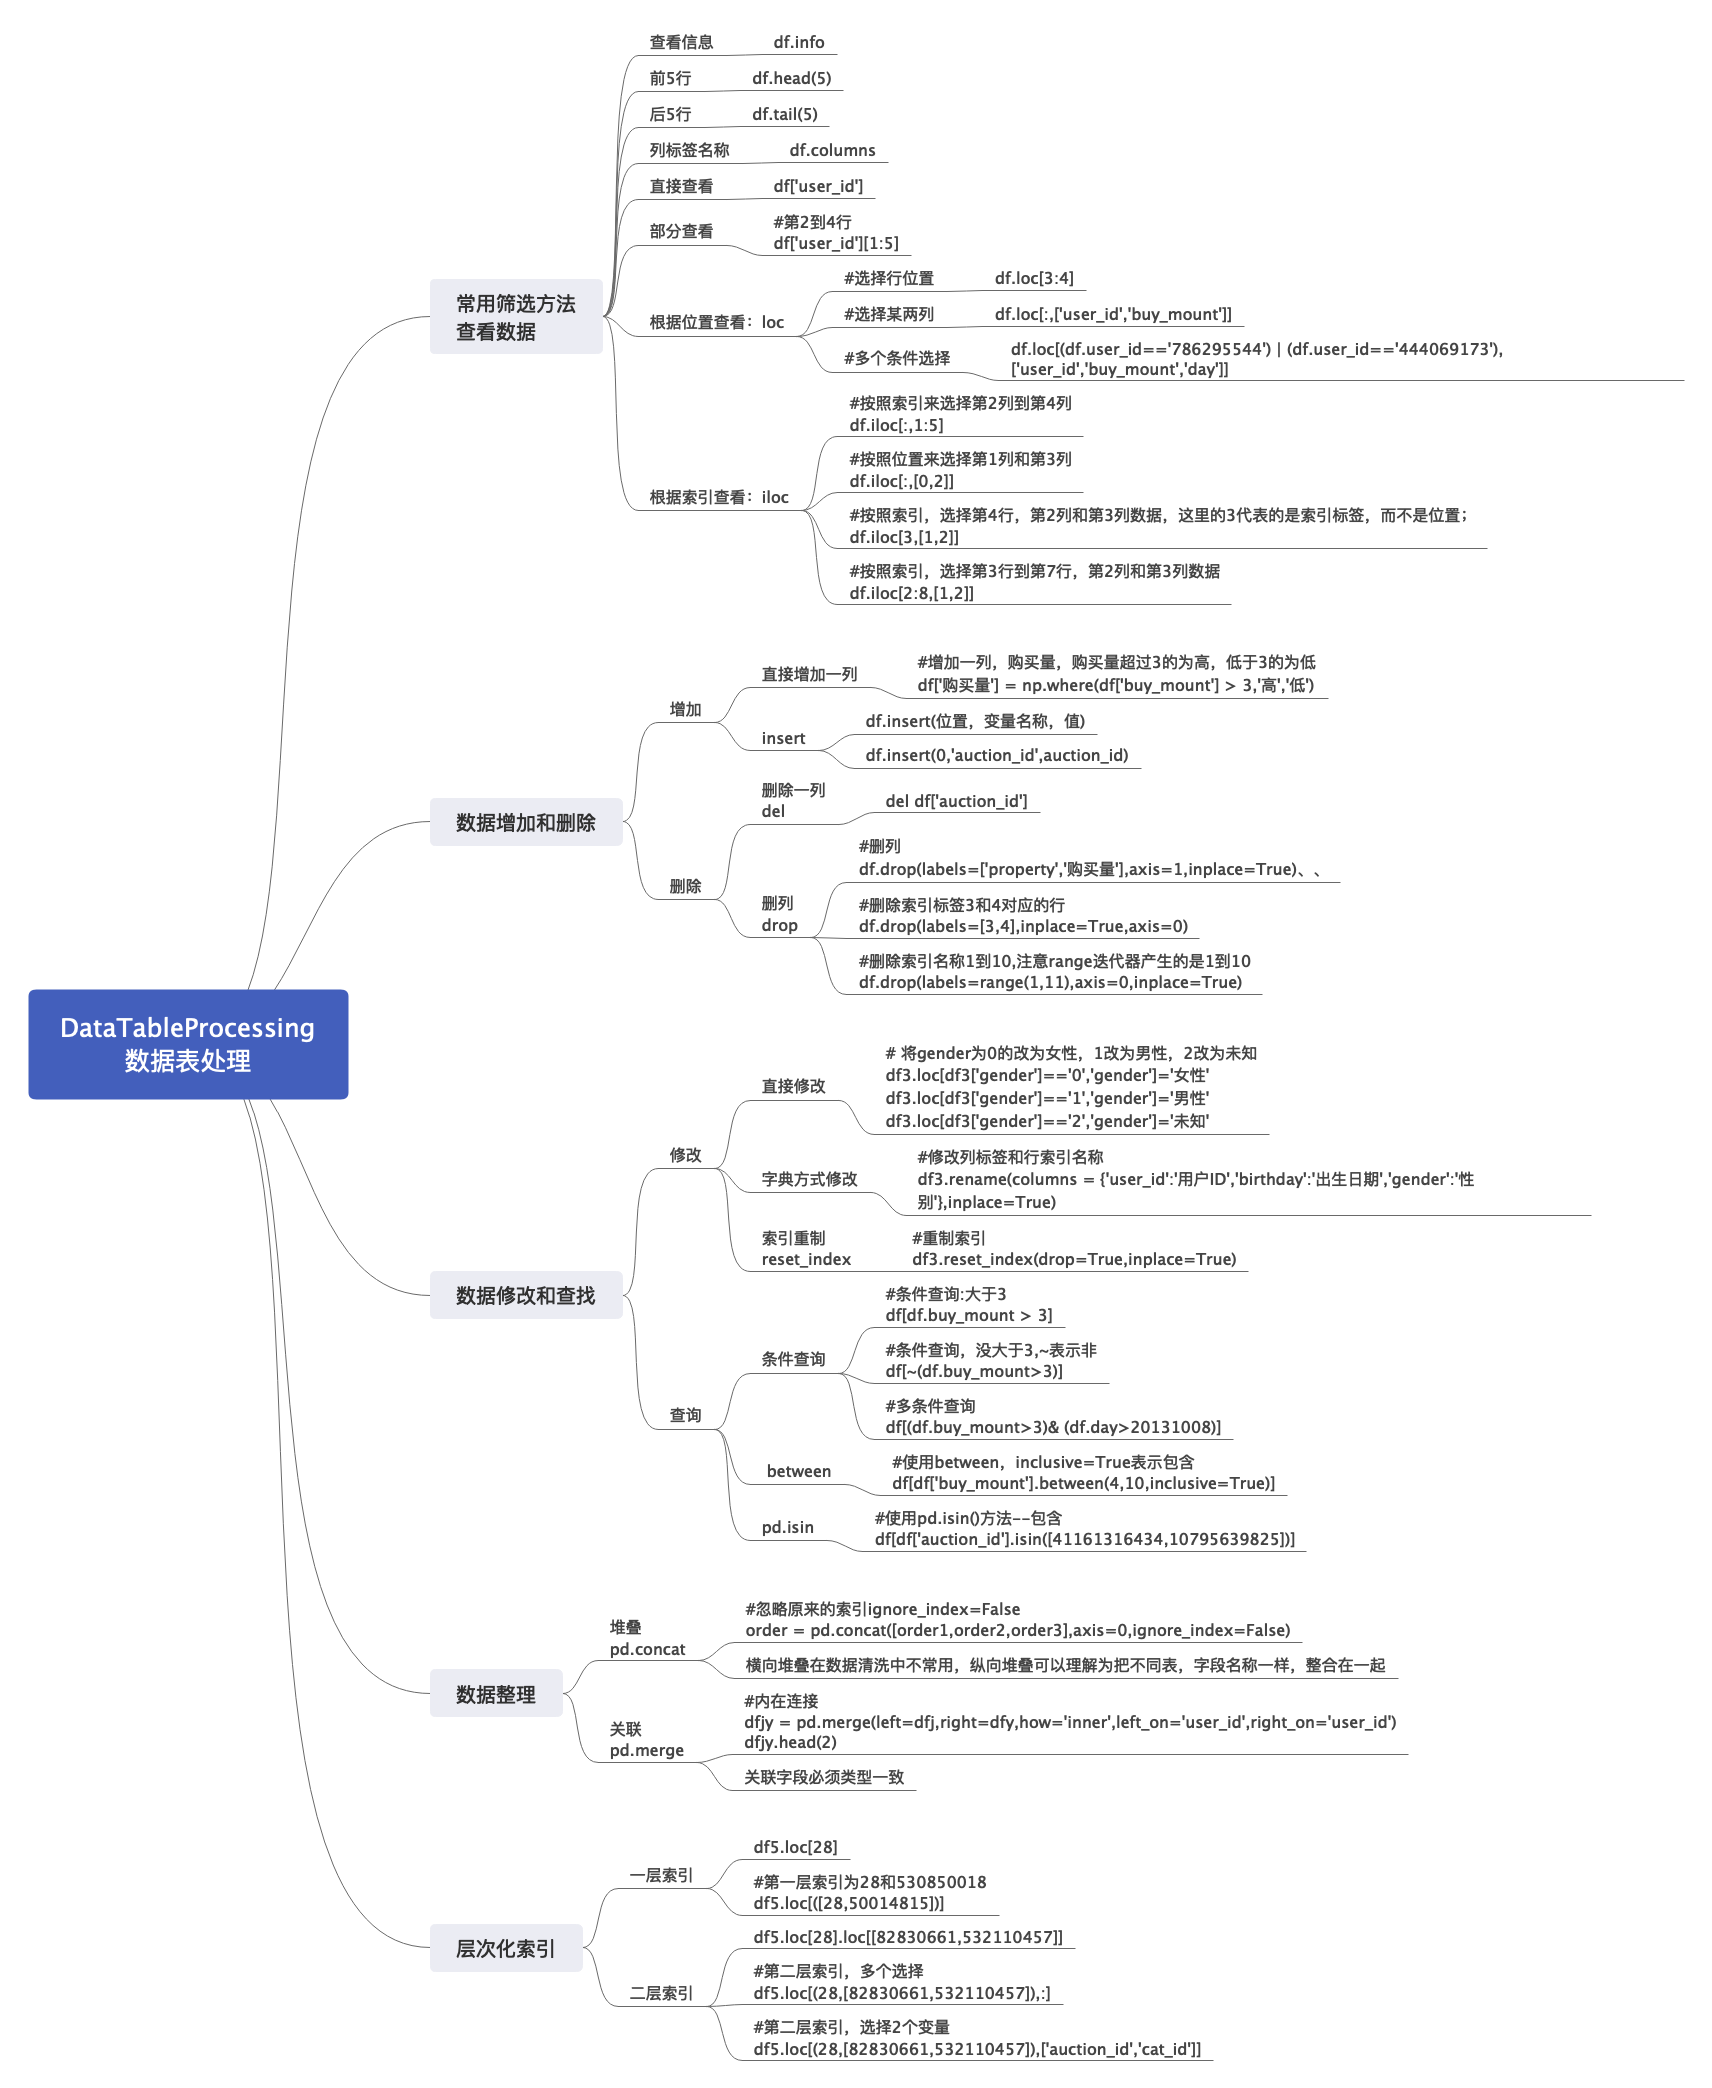 DataTableProcessing
数据表处理
常用筛选方法
查看数据
查看信息
df.info
前5行
df.head(5)
后5行
df.tail(5)
列标签名称
df.columns
直接查看
df['user_id']
部分查看
#第2到4行
df['user_id'][1:5]
根据位置查看：loc
#选择行位置
df.loc[3:4]
#选择某两列
df.loc[:,['user_id','buy_mount']]
#多个条件选择
df.loc[(df.user_id=='786295544') | (df.user_id=='444069173'),
['user_id','buy_mount','day']]
根据索引查看：iloc
#按照索引来选择第2列到第4列
df.iloc[:,1:5]
#按照位置来选择第1列和第3列
df.iloc[:,[0,2]]
#按照索引，选择第4行，第2列和第3列数据，这里的3代表的是索引标签，而不是位置；
df.iloc[3,[1,2]]
#按照索引，选择第3行到第7行，第2列和第3列数据
df.iloc[2:8,[1,2]]
数据增加和删除
增加
直接增加一列
#增加一列，购买量，购买量超过3的为高，低于3的为低
df['购买量'] = np.where(df['buy_mount'] > 3,'高','低')
insert
df.insert(位置，变量名称，值)
df.insert(0,'auction_id',auction_id)
删除
删除一列
del
del df['auction_id']
删列
drop
#删列
df.drop(labels=['property','购买量'],axis=1,inplace=True)、、
#删除索引标签3和4对应的行
df.drop(labels=[3,4],inplace=True,axis=0)
#删除索引名称1到10,注意range迭代器产生的是1到10
df.drop(labels=range(1,11),axis=0,inplace=True)
数据修改和查找
修改
直接修改
# 将gender为0的改为女性，1改为男性，2改为未知
df3.loc[df3['gender']=='0','gender']='女性'
df3.loc[df3['gender']=='1','gender']='男性'
df3.loc[df3['gender']=='2','gender']='未知'
字典方式修改
#修改列标签和行索引名称
df3.rename(columns = {'user_id':'用户ID','birthday':'出生日期','gender':'性
别'},inplace=True)
索引重制
reset_index
#重制索引
df3.reset_index(drop=True,inplace=True)
查询
条件查询
#条件查询:大于3
df[df.buy_mount > 3]
#条件查询，没大于3,~表示非
df[~(df.buy_mount>3)]
#多条件查询
df[(df.buy_mount>3)& (df.day>20131008)]
between
#使用between，inclusive=True表示包含
df[df['buy_mount'].between(4,10,inclusive=True)]
pd.isin
#使用pd.isin()方法--包含
df[df['auction_id'].isin([41161316434,10795639825])]
数据整理
堆叠
pd.concat
#忽略原来的索引ignore_index=False
order = pd.concat([order1,order2,order3],axis=0,ignore_index=False)
横向堆叠在数据清洗中不常用，纵向堆叠可以理解为把不同表，字段名称一样，整合在一起
关联
pd.merge
#内在连接
dfjy = pd.merge(left=dfj,right=dfy,how='inner',left_on='user_id',right_on='user_id')
dfjy.head(2)
关联字段必须类型一致
层次化索引
一层索引
df5.loc[28]
#第一层索引为28和530850018
df5.loc[([28,50014815])]
二层索引
df5.loc[28].loc[[82830661,532110457]]
#第二层索引，多个选择
df5.loc[(28,[82830661,532110457]),:]
#第二层索引，选择2个变量
df5.loc[(28,[82830661,532110457]),['auction_id','cat_id']]